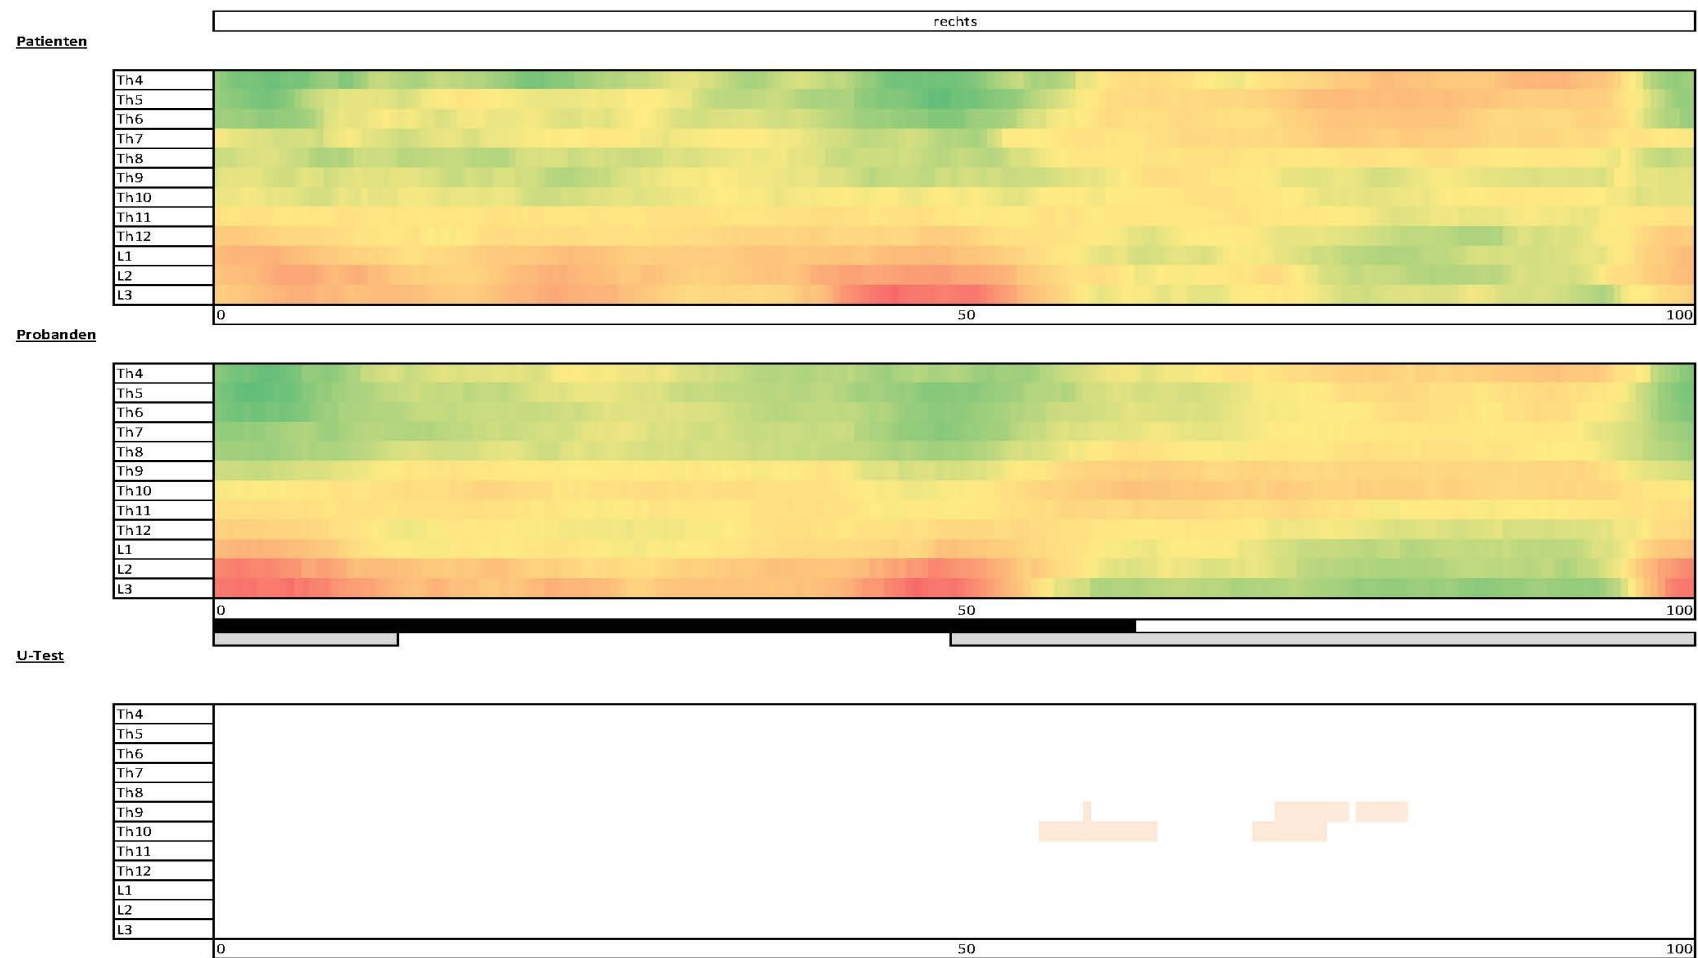 rechts
Patienten
Th4
Th5
Th6
Th7
Th8
Th9
Th10
Th11
Th12
L1
L2
L3
0 50 100
Probanden
Th4
Th5
Th6
Th7
Th8
Th9
Th10
Th11
Th12
L1
L2
L3
0 50 100
U-Test
Th4
Th5
Th6
Th7
Th8
Th9
Th10
Th11
Th12
L1
L2
L3
0 50 100